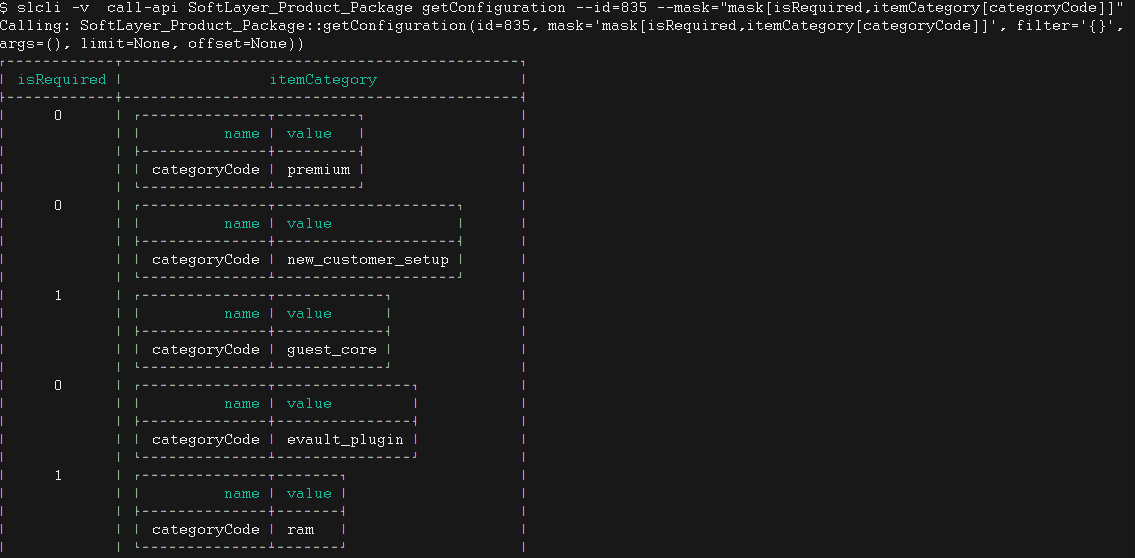 $ slcli -v  call-api SoftLayer_Product_Package getConfiguration --id=835 --mask="mask[isRequired,itemCategory[categoryCode]]"
Calling: SoftLayer_Product_Package::getConfiguration(id=835, mask='mask[isRequired,itemCategory[categoryCode]]', filter='{}',
args=(), limit=None, offset=None))
isRequired itemCategory
0
name value
categoryCode premium
0
name value
categoryCode new_customer_setup
1
name value
categoryCode guest_core
0
name value
categoryCode evault_plugin
1
name value
categoryCode ram